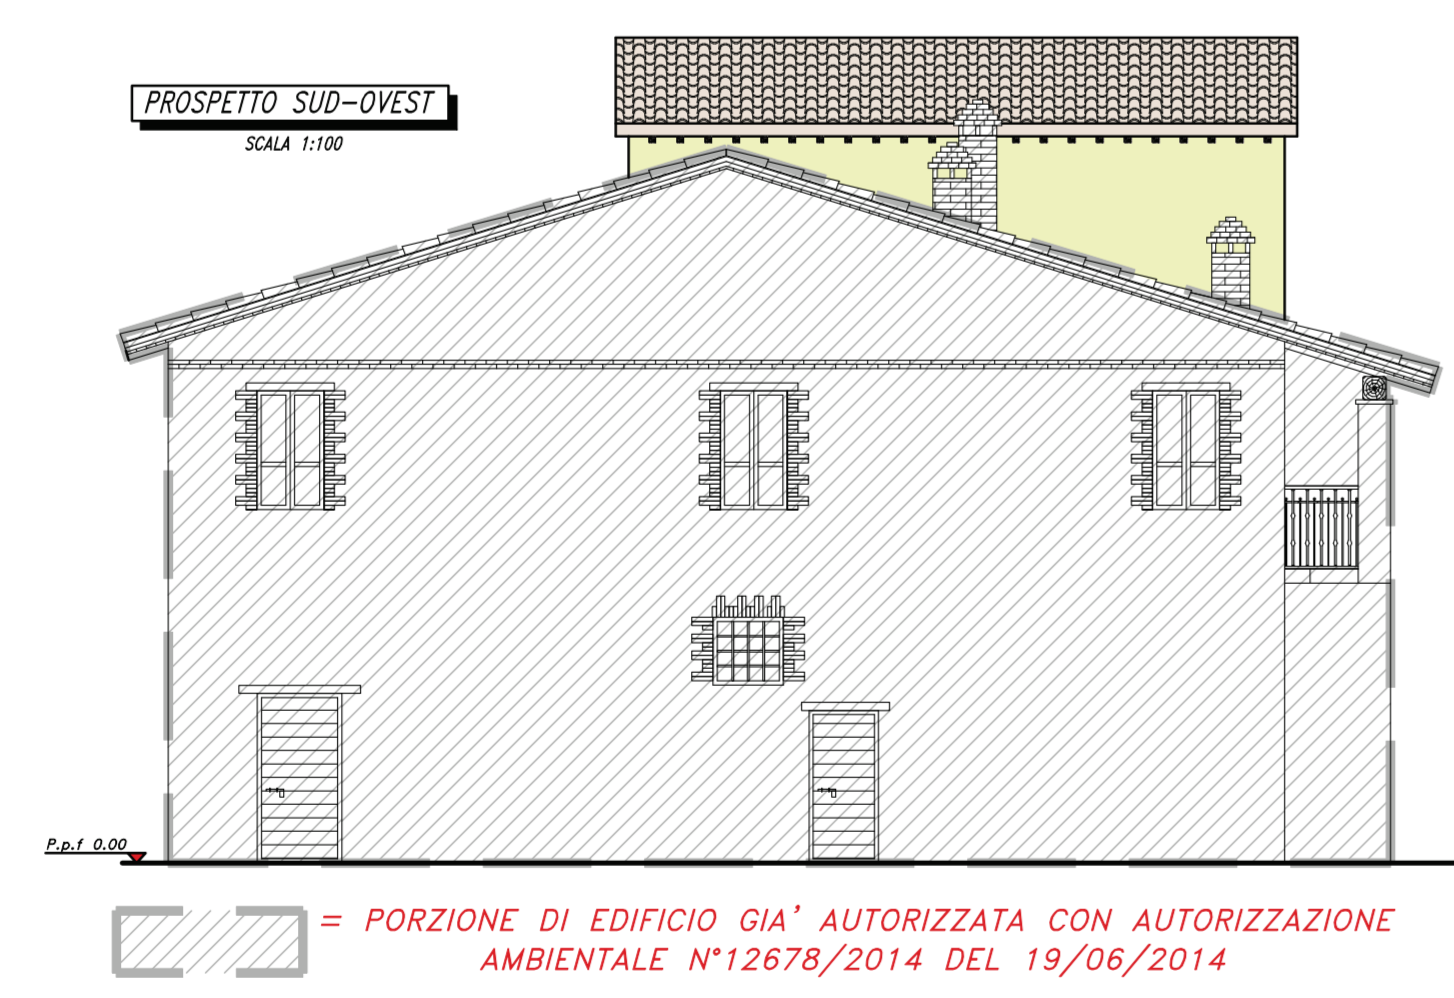 PROSPETTO SUD-OVEST
SCALA 1:100
P.p.f 0.00
= PORZIONE DI EDIFICIO GIA' AUTORIZZATA CON AUTORIZZAZIONE
AMBIENTALE N°12678/2014 DEL 19/06/2014